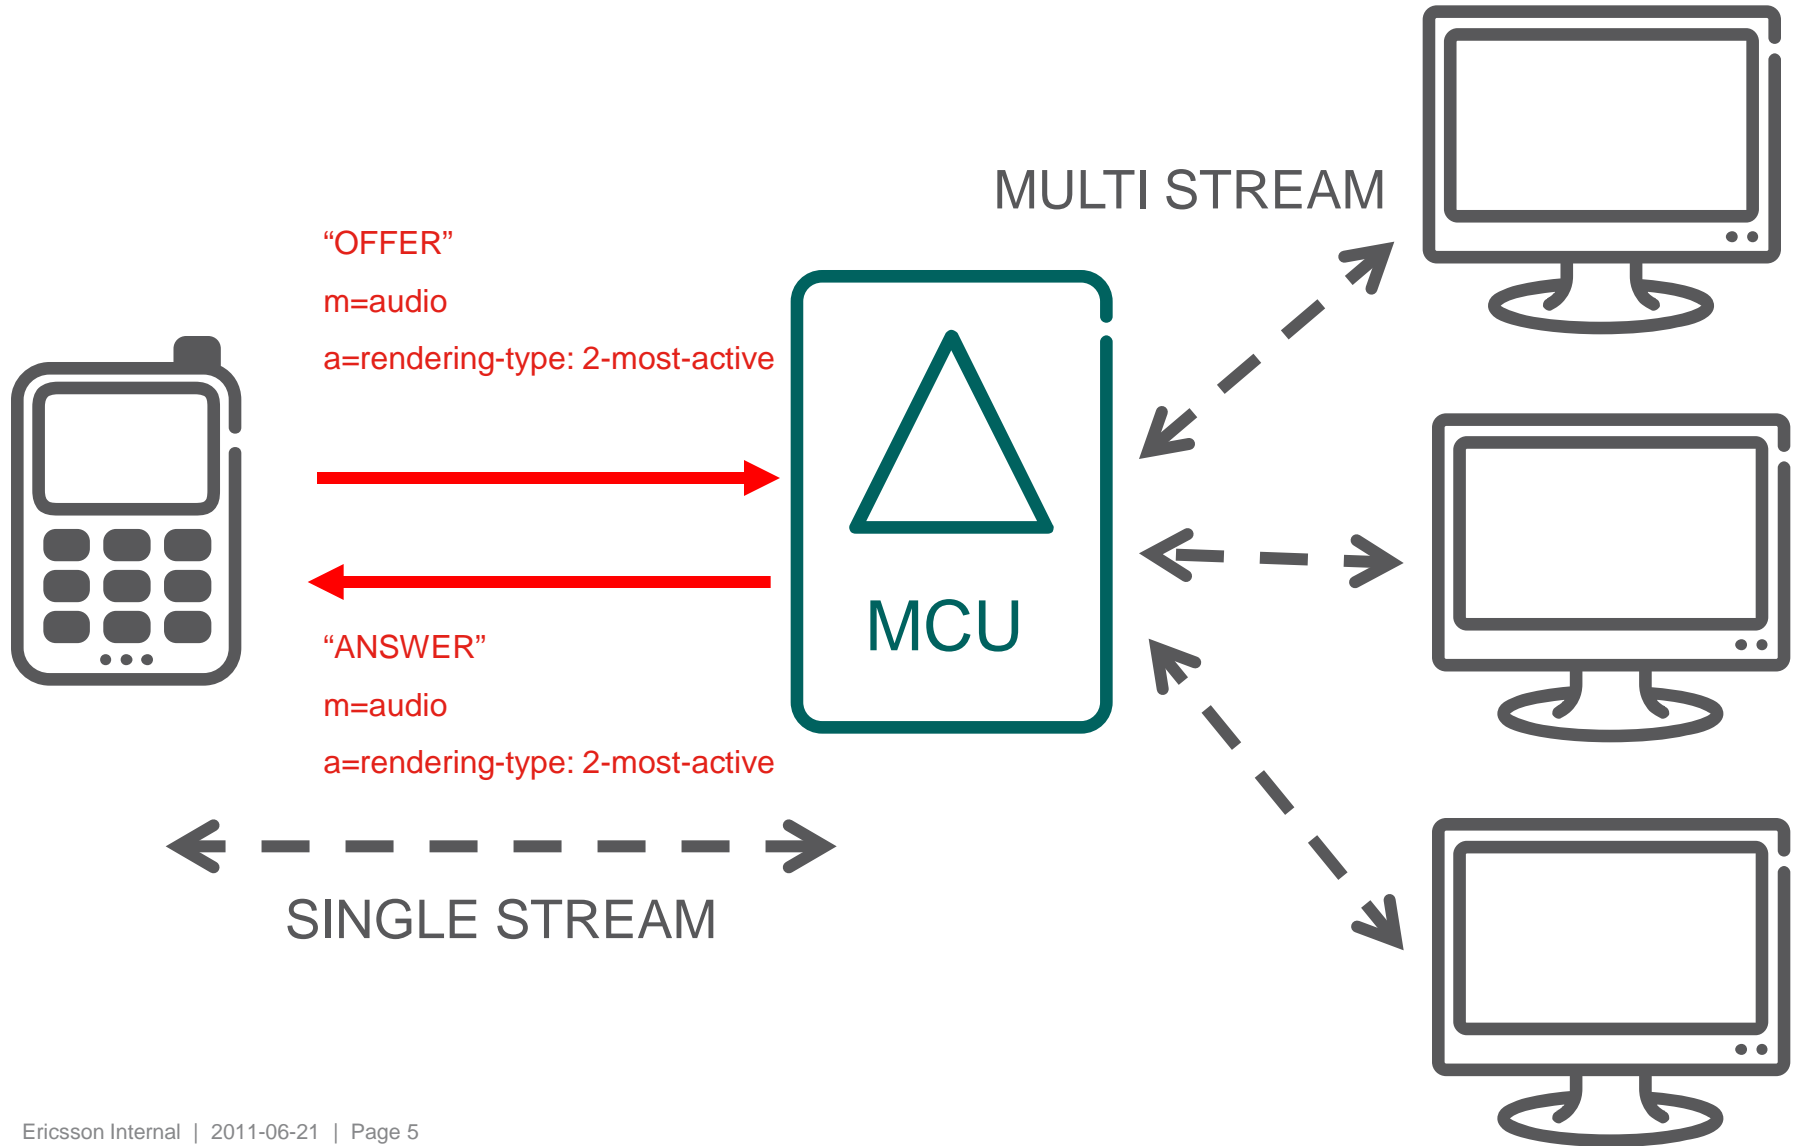 MULTI STREAM
“OFFER”
m=audio
a=rendering-type: 2-most-active
MCU
“ANSWER”
m=audio
a=rendering-type: 2-most-active
SINGLE STREAM
Ericsson Internal | 2011-06-21 | Page 5